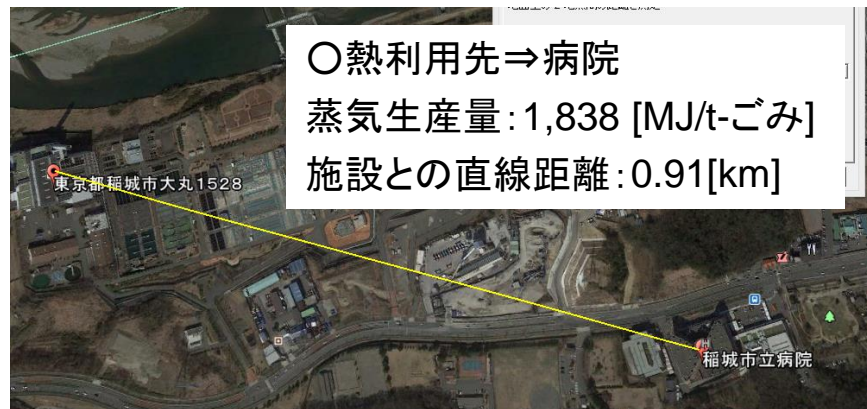 〇熱利用先⇒病院
蒸気生産量：1,838 [MJ/t-ごみ]
施設との直線距離：0.91[km]
東京都稲城市大丸1528
稲城市立病院